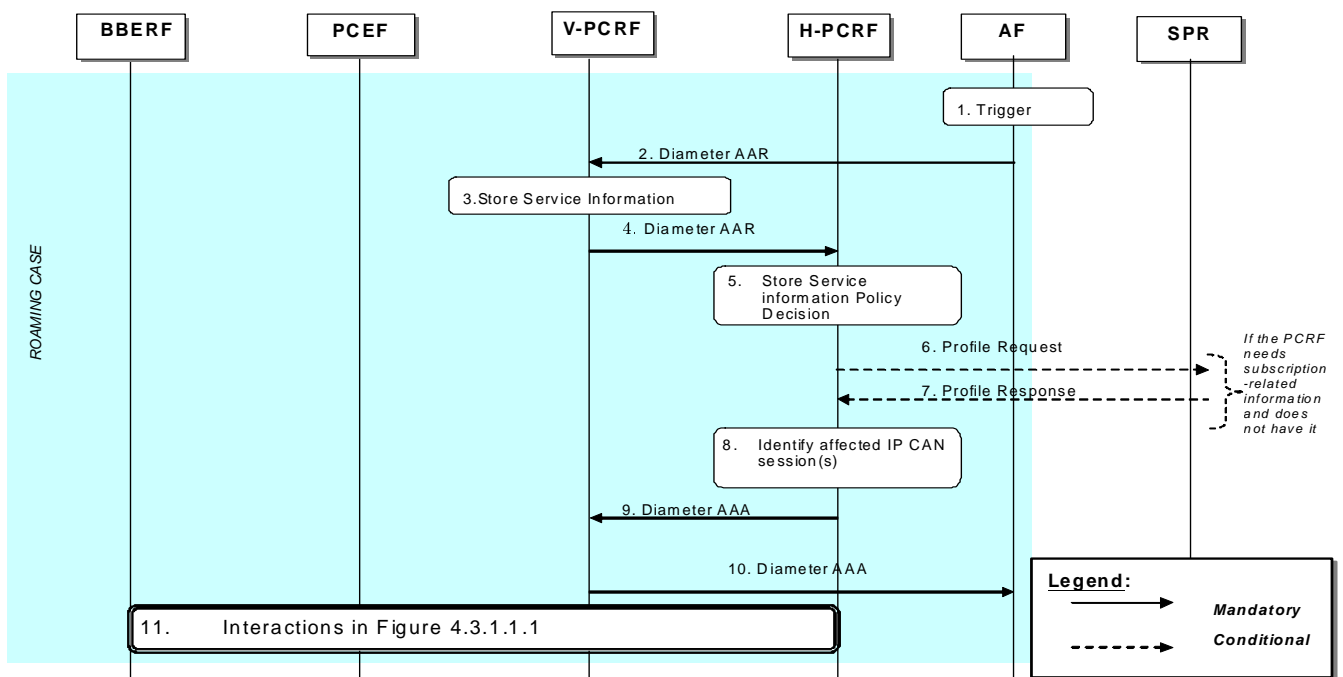 BBERF
PCEF
V-PCRF
H-PCRF
AF
SPR
1. Trigger
2. Diameter AAR
3.Store Service Information
4. Diameter AAR
5. Store Service
information Policy
Decision
ROAMING CASE
6. Profile Request
7. Profile Response
If the PCRF
needs
subscription
-related
information
and does
not have it
8. Identify affected IP CAN
session(s)
9. Diameter AAA
10. Diameter AAA
11. Interactions in Figure 4.3.1.1.1
Legend:
Mandatory
Conditional